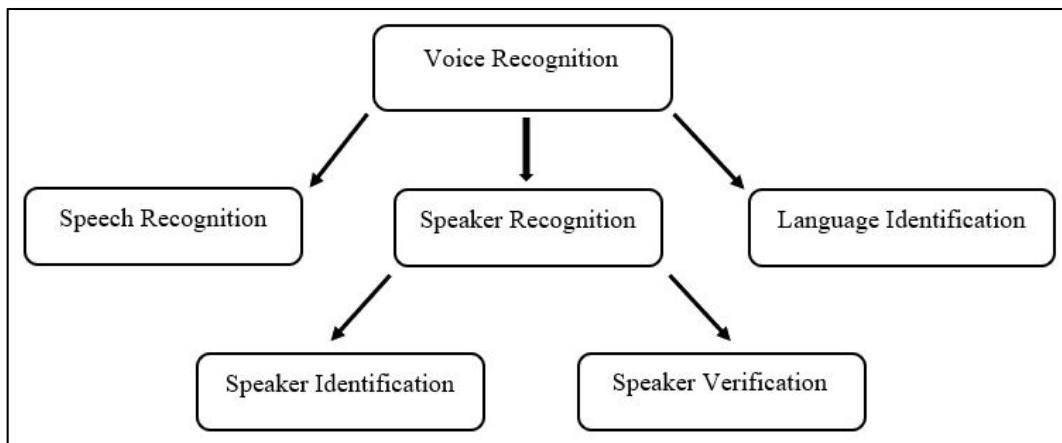 Voice Recognition
Speech Recognition
Speaker Recognition
Language Identification
Speaker Identification
Speaker Verification